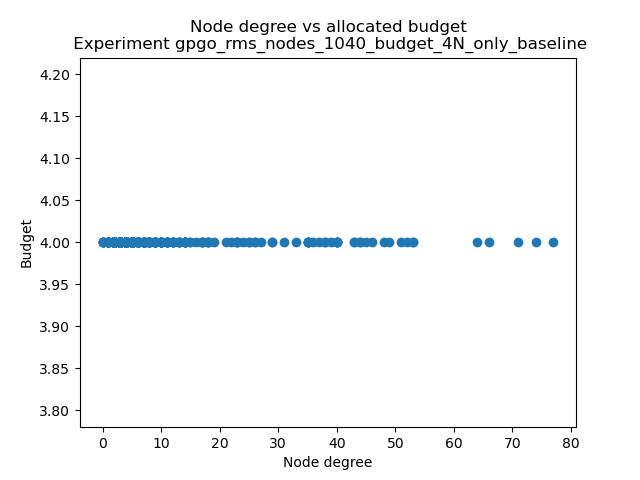 Node degree vs allocated budget
Experiment gpgo_rms_nodes_1040_budget_4N_only_baseline
4.20
4.15
4.10
4.05
4.00
3.95
3.90
3.85
3.80
Budget
0 10 20 30 40 50 60 70 80
Node degree